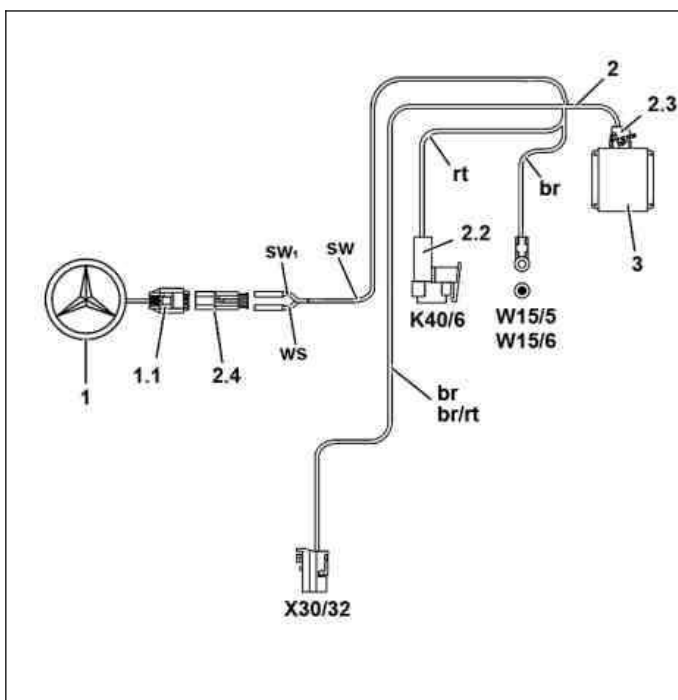 2
2.3
rt
br
2.2
3
SW₁
SW
K40/6
W15/5
W15/6
WS
1
1.1
2.4
br
br/rt
X30/32